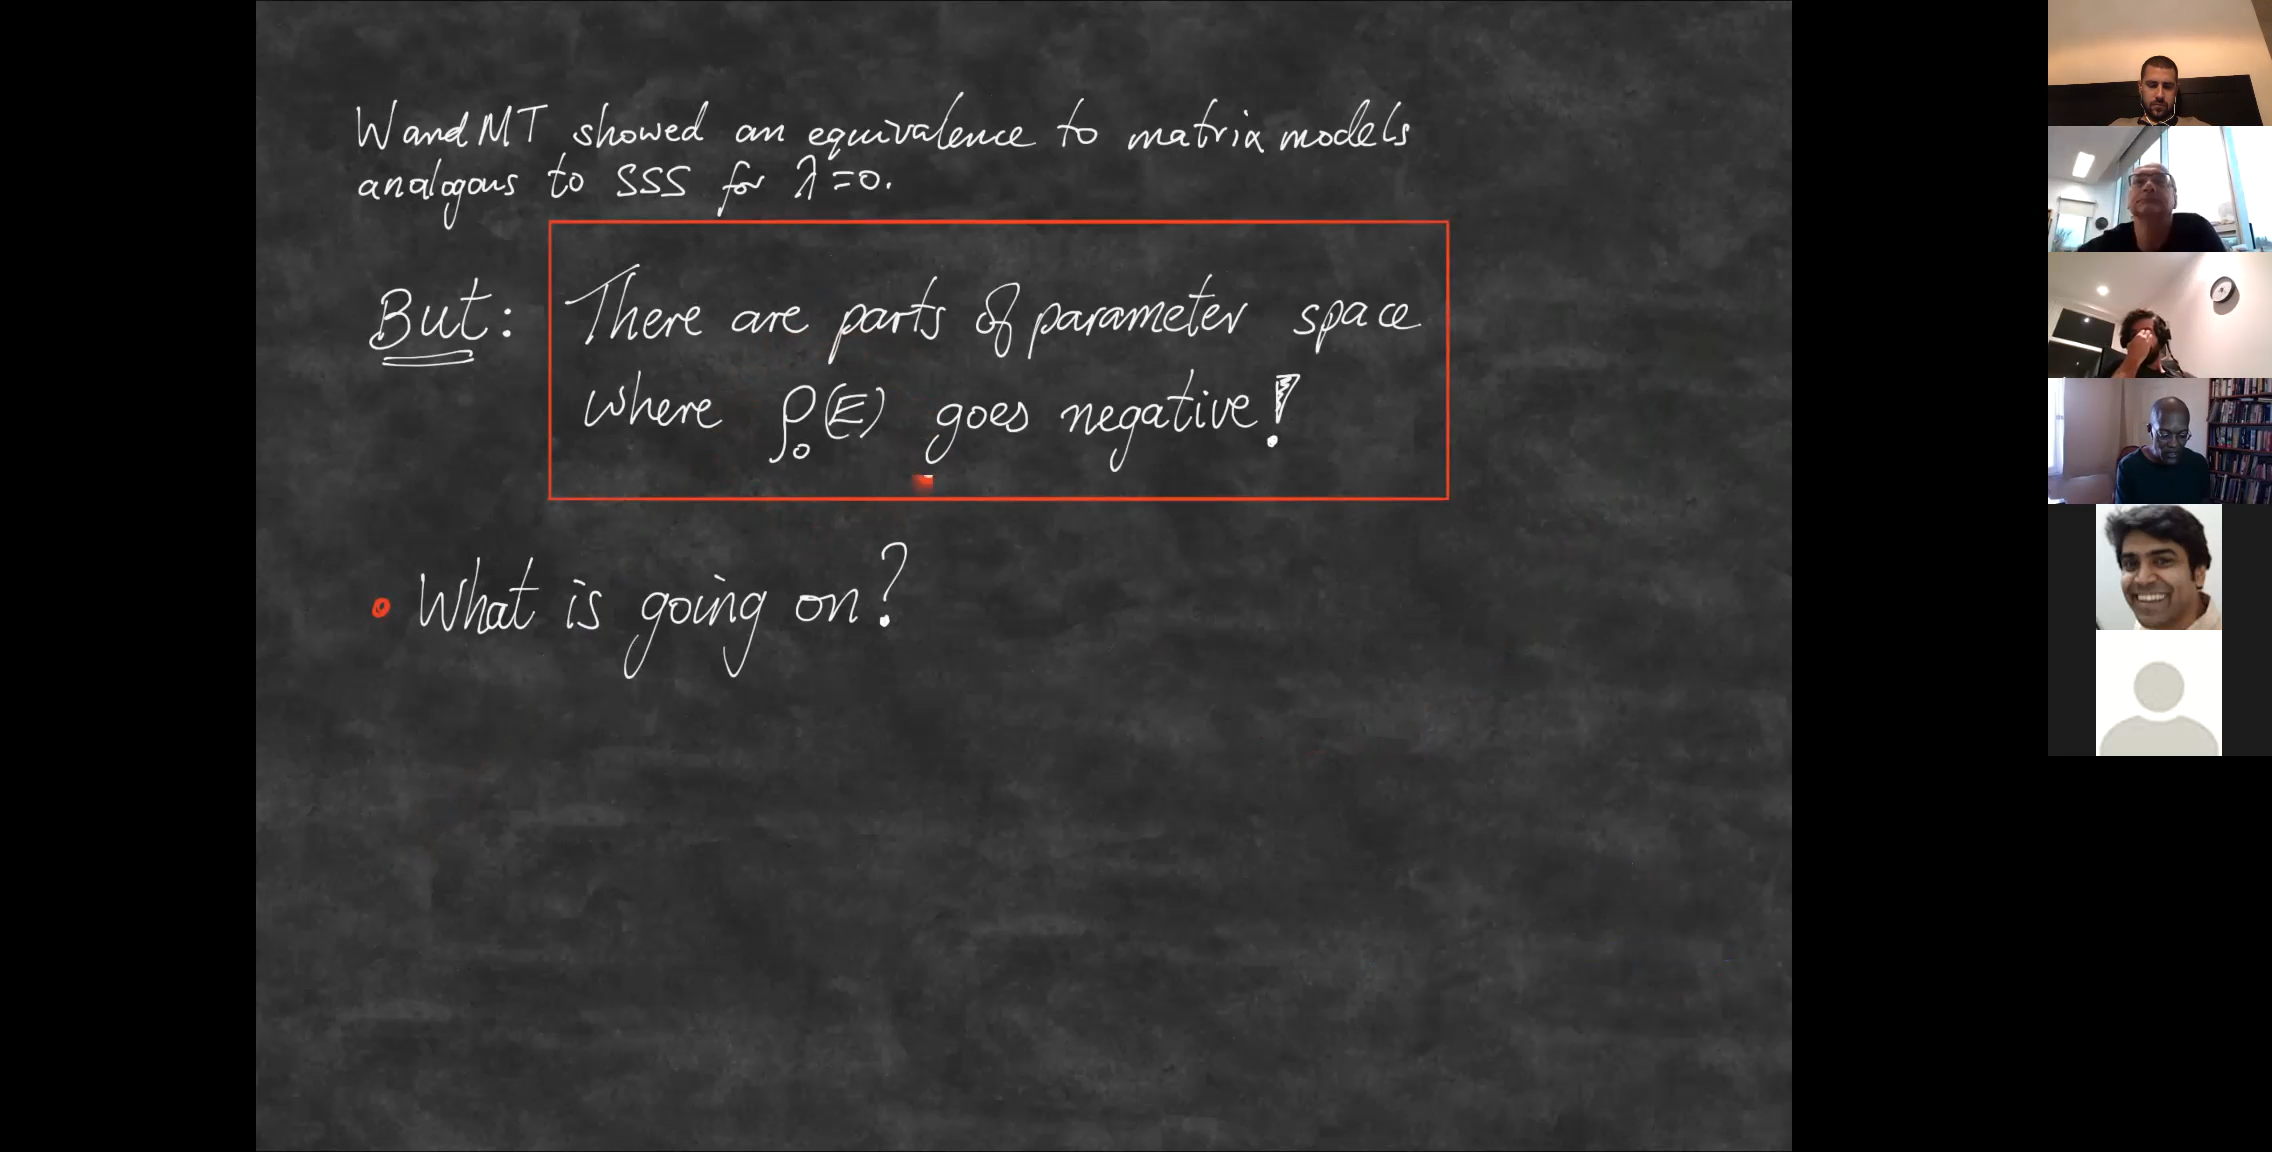 W and MT showed an equivalence to matrix models
analogous to SSS for λ=0.
But: There are parts of parameter space
where ρ₀(E) goes negative!
• What is going on?